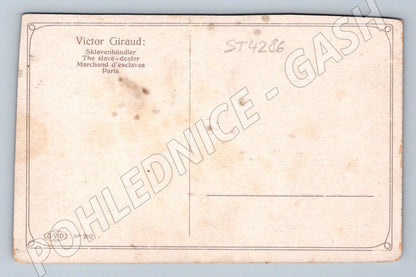 Victor Giraud:
Sklavenhändler
The slave-dealer
Marchand d'esclaves
Paris
ST4286
POHLEDNICE - GASH
S.V.D.